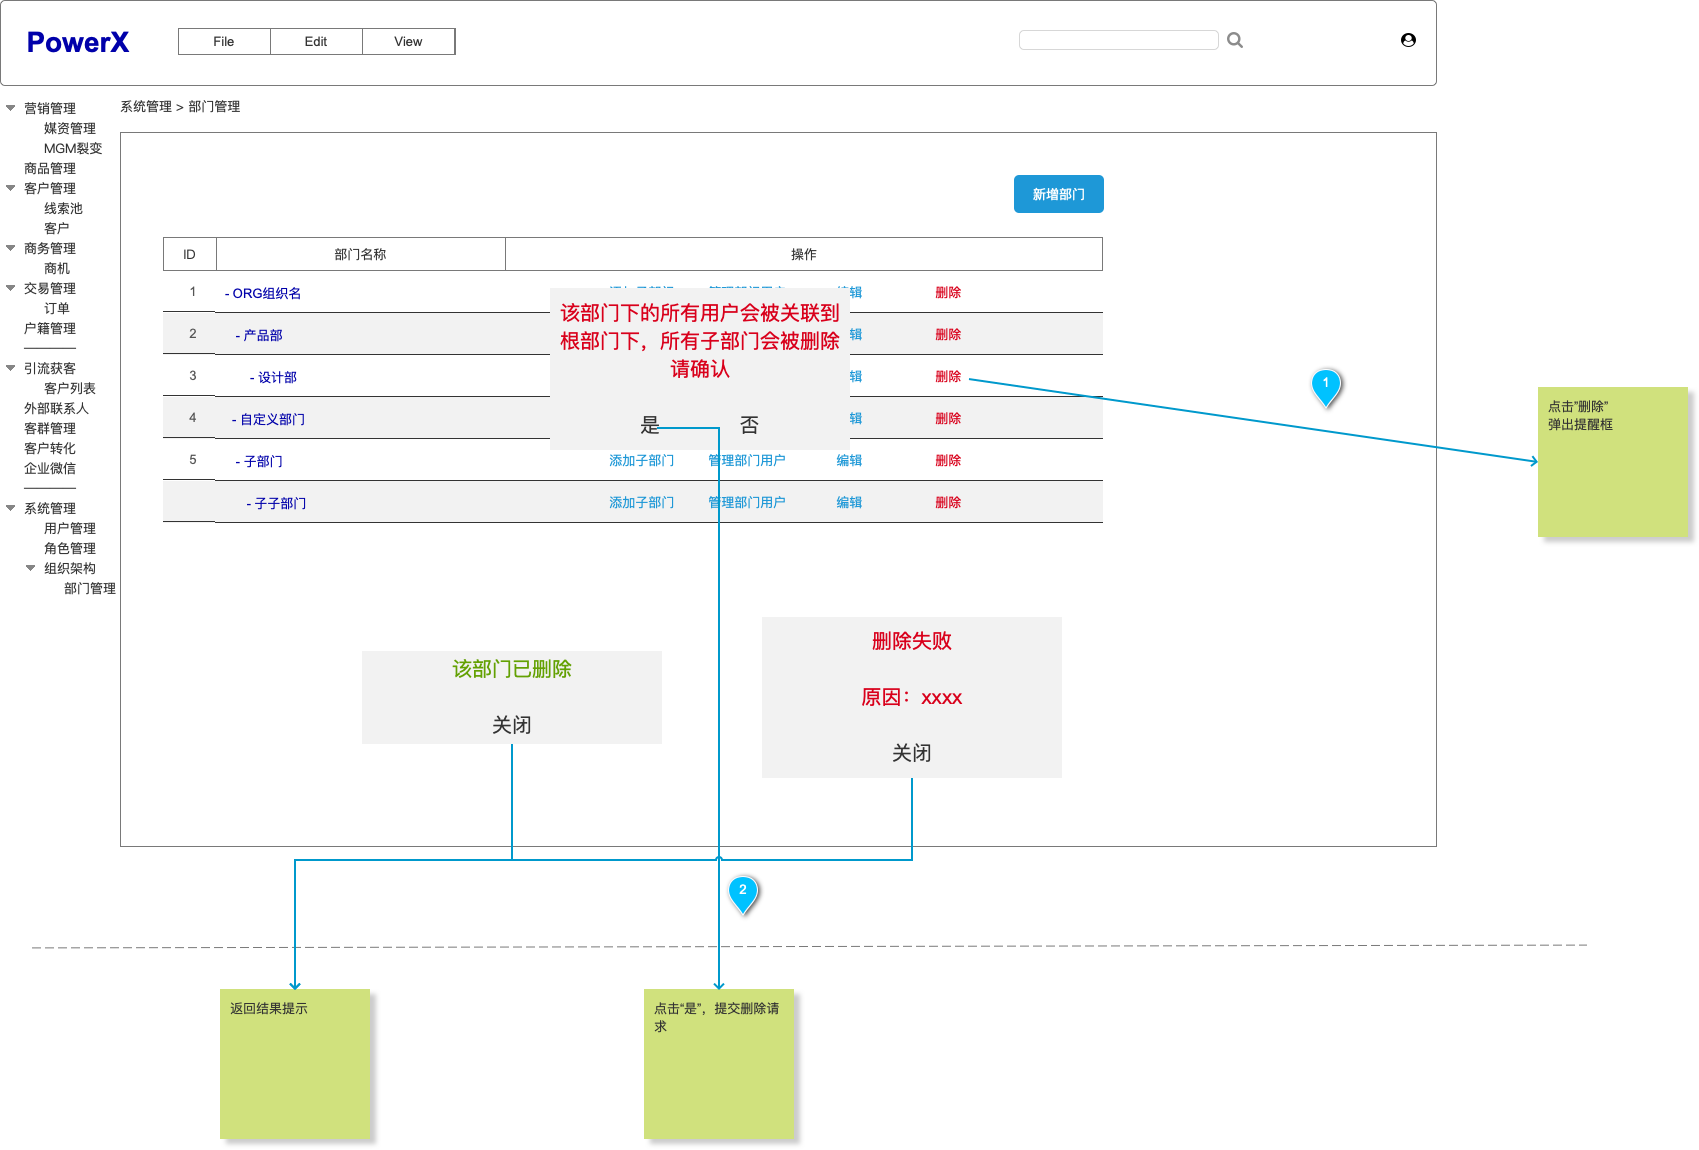 PowerX
File
Edit
View
营销管理
媒资管理
MGM裂变
商品管理
客户管理
线索池
客户
商务管理
商机
交易管理
订单
户籍管理
引流获客
客户列表
外部联系人
客群管理
客户转化
企业微信
系统管理
用户管理
角色管理
组织架构
部门管理
系统管理 > 部门管理
新增部门
ID 部门名称 操作
1 - ORG组织名 编辑 删除
2 - 产品部 辑 删除
3 - 设计部 辑 删除
4 - 自定义部门 辑 删除
5 - 子部门 添加子部门 管理部门用户 编辑 删除
- 子子部门 添加子部门 管理部门用户 编辑 删除
该部门下的所有用户会被关联到
根部门下，所有子部门会被删除
请确认
是 否
1
点击”删除”
弹出提醒框
该部门已删除
关闭
删除失败
原因：xxxx
关闭
2
返回结果提示
点击“是”，提交删除请
求